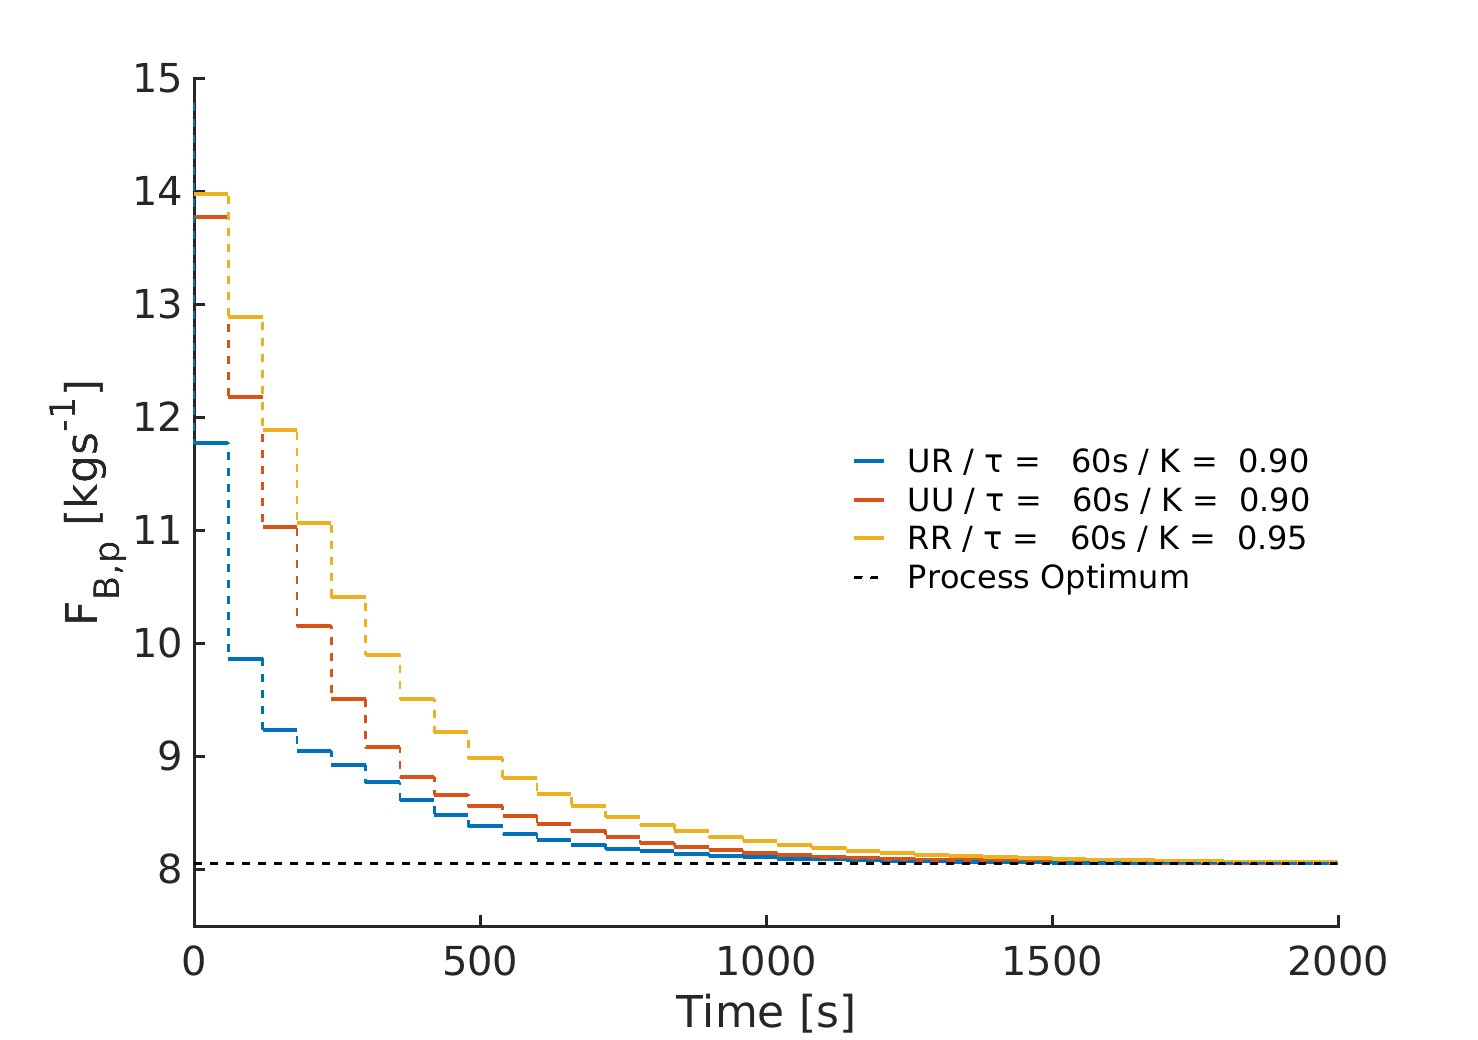 15
14
13
12
11
10
9
8
F_B,p [kgs^-1]
UR / τ = 60s / K = 0.90
UU / τ = 60s / K = 0.90
RR / τ = 60s / K = 0.95
Process Optimum
0 500 1000 1500 2000
Time [s]